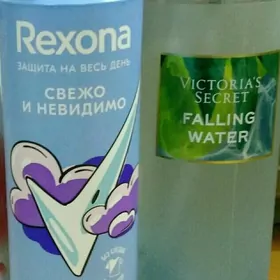 Rexona
ЗАЩИТА НА ВЕСЬ ДЕНЬ
СВЕЖО
И НЕВИДИМО
VICTORIA'S
SECRET
FALLING
WATER